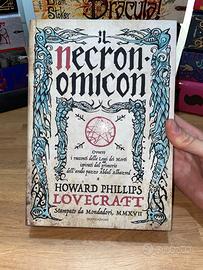 Dracula
il
Necron-
omicon
Ovvero
i racconti delle Leggi dei Morti
ispirati dal grimorio
dell'arabo pazzo Abdul Alhazred
HOWARD PHILLIPS
LOVECRAFT
Stampato da Mondadori, MMXVII